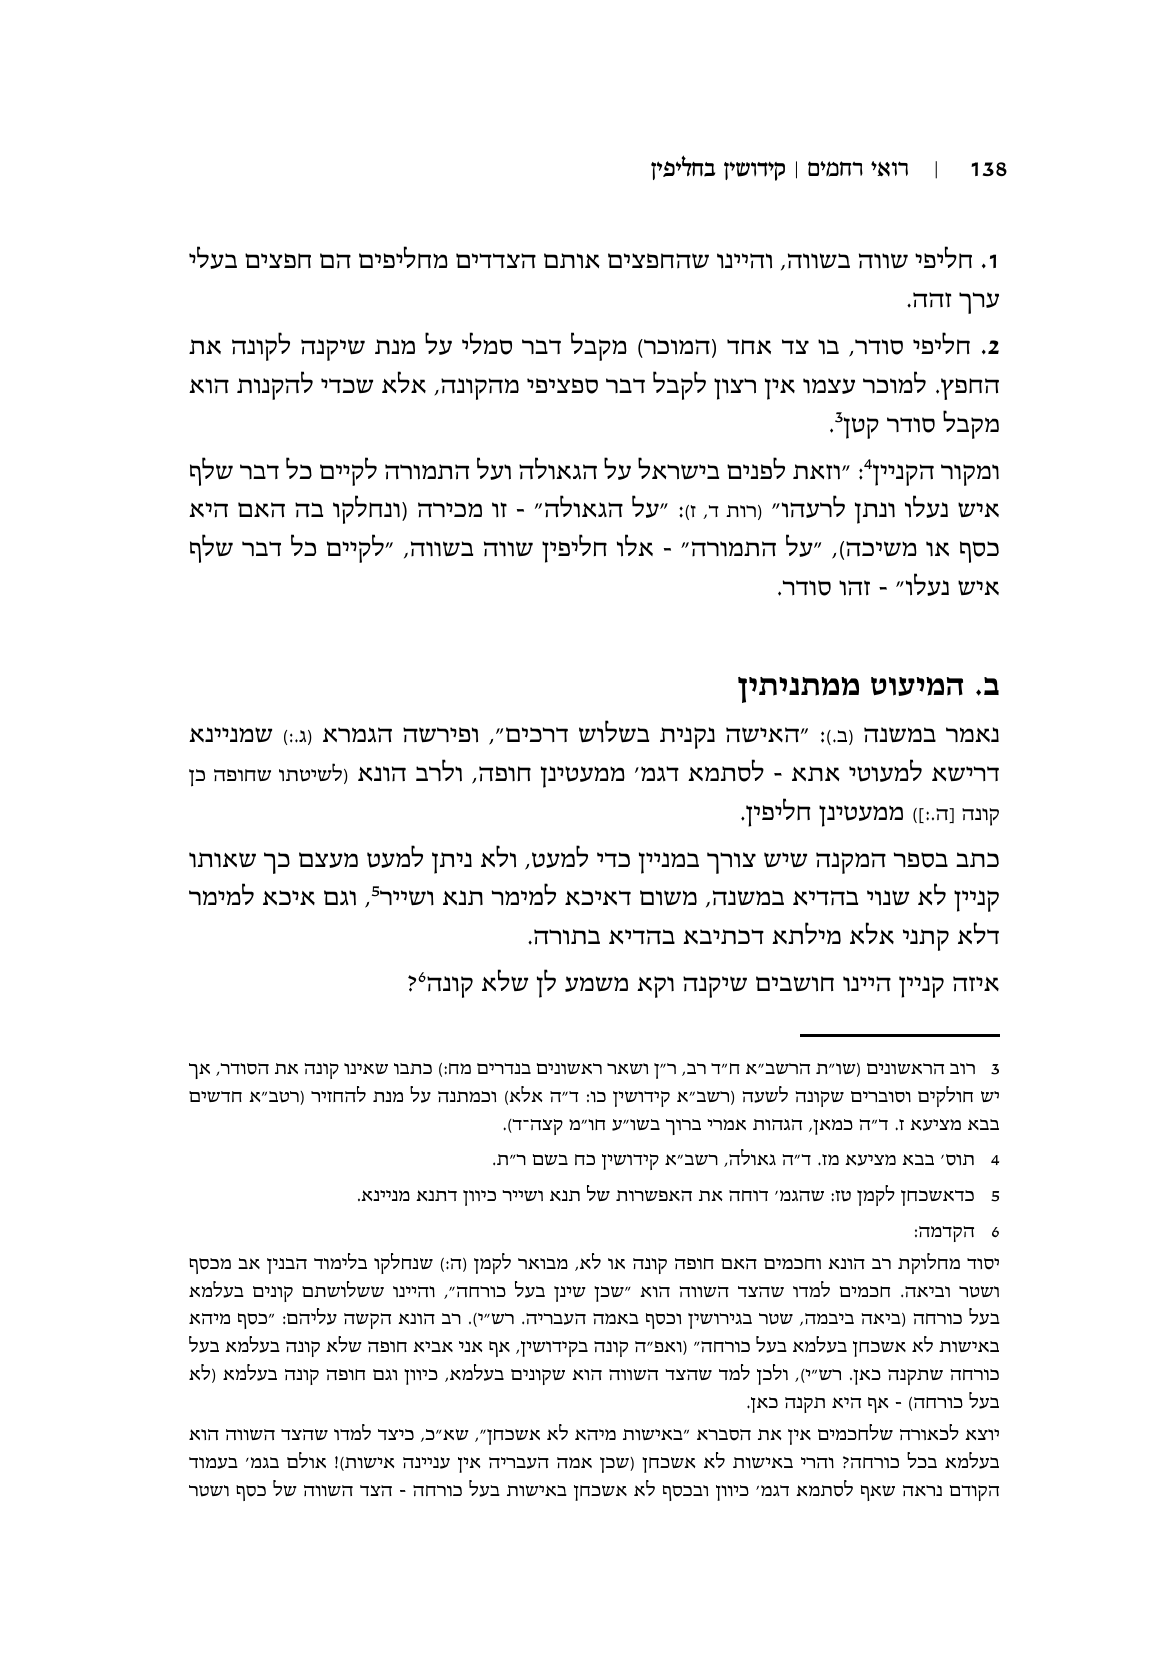 138 | רואי רחמים | קידושין בחליפין
1. חליפי שווה בשווה, והיינו שהחפצים אותם הצדדים מחליפים הם חפצים בעלי
ערך זהה.
2. חליפי סודר, בו צד אחד (המוכר) מקבל דבר סמלי על מנת שיקנה לקונה את
החפץ. למוכר עצמו אין רצון לקבל דבר ספציפי מהקונה, אלא שכדי להקנות הוא
מקבל סודר קטן3.
ומקור הקניין4: ״וזאת לפנים בישראל על הגאולה ועל התמורה לקיים כל דבר שלף
איש נעלו ונתן לרעהו״ (רות ד, ז): ״על הגאולה״ - זו מכירה (ונחלקו בה האם היא
כסף או משיכה), ״על התמורה״ - אלו חליפין שווה בשווה, ״לקיים כל דבר שלף
איש נעלו״ - זהו סודר.
ב. המיעוט ממתניתין
נאמר במשנה (ב.): ״האישה נקנית בשלוש דרכים״, ופירשה הגמרא (ג.:) שמניינא
דרישא למעוטי אתא - לסתמא דגמ׳ ממעטינן חופה, ולרב הונא (לשיטתו שחופה כן
קונה [ה.:]) ממעטינן חליפין.
כתב בספר המקנה שיש צורך במניין כדי למעט, ולא ניתן למעט מעצם כך שאותו
קניין לא שנוי בהדיא במשנה, משום דאיכא למימר תנא ושייר5, וגם איכא למימר
דלא קתני אלא מילתא דכתיבא בהדיא בתורה.
איזה קניין היינו חושבים שיקנה וקא משמע לן שלא קונה6?
3 רוב הראשונים (שו״ת הרשב״א ח״ד רב, ר״ן ושאר ראשונים בנדרים מח:) כתבו שאינו קונה את הסודר, אך
יש חולקים וסוברים שקונה לשעה (רשב״א קידושין כו: ד״ה אלא) וכמתנה על מנת להחזיר (רטב״א חדשים
בבא מציעא ז. ד״ה כמאן, הגהות אמרי ברוך בשו״ע חו״מ קצה־ד).
4 תוס׳ בבא מציעא מז. ד״ה גאולה, רשב״א קידושין כח בשם ר״ת.
5 כדאשכחן לקמן טז: שהגמ׳ דוחה את האפשרות של תנא ושייר כיוון דתנא מניינא.
6 הקדמה:
יסוד מחלוקת רב הונא וחכמים האם חופה קונה או לא, מבואר לקמן (ה:) שנחלקו בלימוד הבנין אב מכסף
ושטר וביאה. חכמים למדו שהצד השווה הוא ״שכן שינן בעל כורחה״, והיינו ששלושתם קונים בעלמא
בעל כורחה (ביאה ביבמה, שטר בגירושין וכסף באמה העבריה. רש״י). רב הונא הקשה עליהם: ״כסף מיהא
באישות לא אשכחן בעלמא בעל כורחה״ (ואפ״ה קונה בקידושין, אף אני אביא חופה שלא קונה בעלמא בעל
כורחה שתקנה כאן. רש״י), ולכן למד שהצד השווה הוא שקונים בעלמא, כיוון וגם חופה קונה בעלמא (לא
בעל כורחה) - אף היא תקנה כאן.
יוצא לכאורה שלחכמים אין את הסברא ״באישות מיהא לא אשכחן״, שא״כ, כיצד למדו שהצד השווה הוא
בעלמא בכל כורחה? והרי באישות לא אשכחן (שכן אמה העבריה אין עניינה אישות)! אולם בגמ׳ בעמוד
הקודם נראה שאף לסתמא דגמ׳ כיוון ובכסף לא אשכחן באישות בעל כורחה - הצד השווה של כסף ושטר